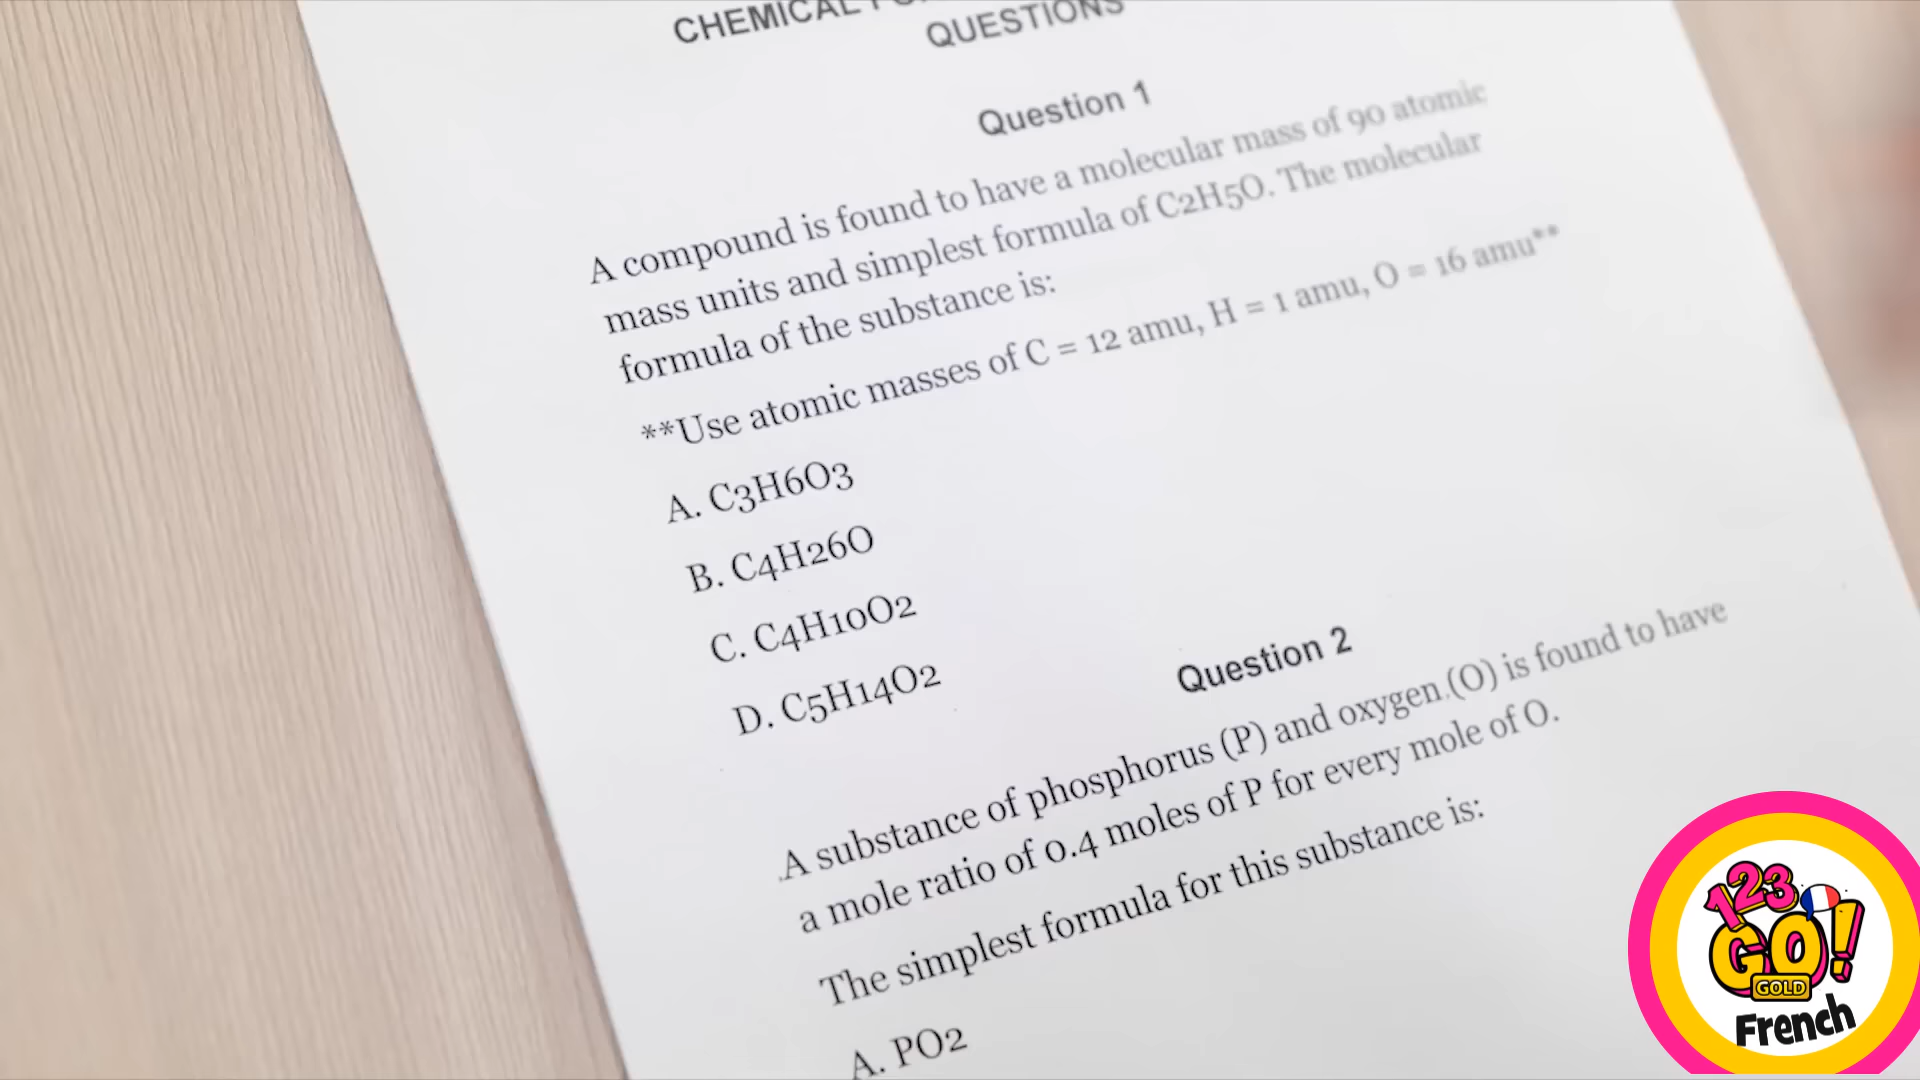 CHEMICAL
QUESTIONS
Question 1
A compound is found to have a molecular mass of 90 atomic
mass units and simplest formula of C2H5O. The molecular
formula of the substance is:
**Use atomic masses of C = 12 amu, H = 1 amu, O = 16 amu**
A. C3H6O3
B. C4H26O
C. C4H10O2
D. C5H14O2
Question 2
A substance of phosphorus (P) and oxygen (O) is found to have
a mole ratio of 0.4 moles of P for every mole of O.
The simplest formula for this substance is:
A. PO2
123
GO!
GOLD
French